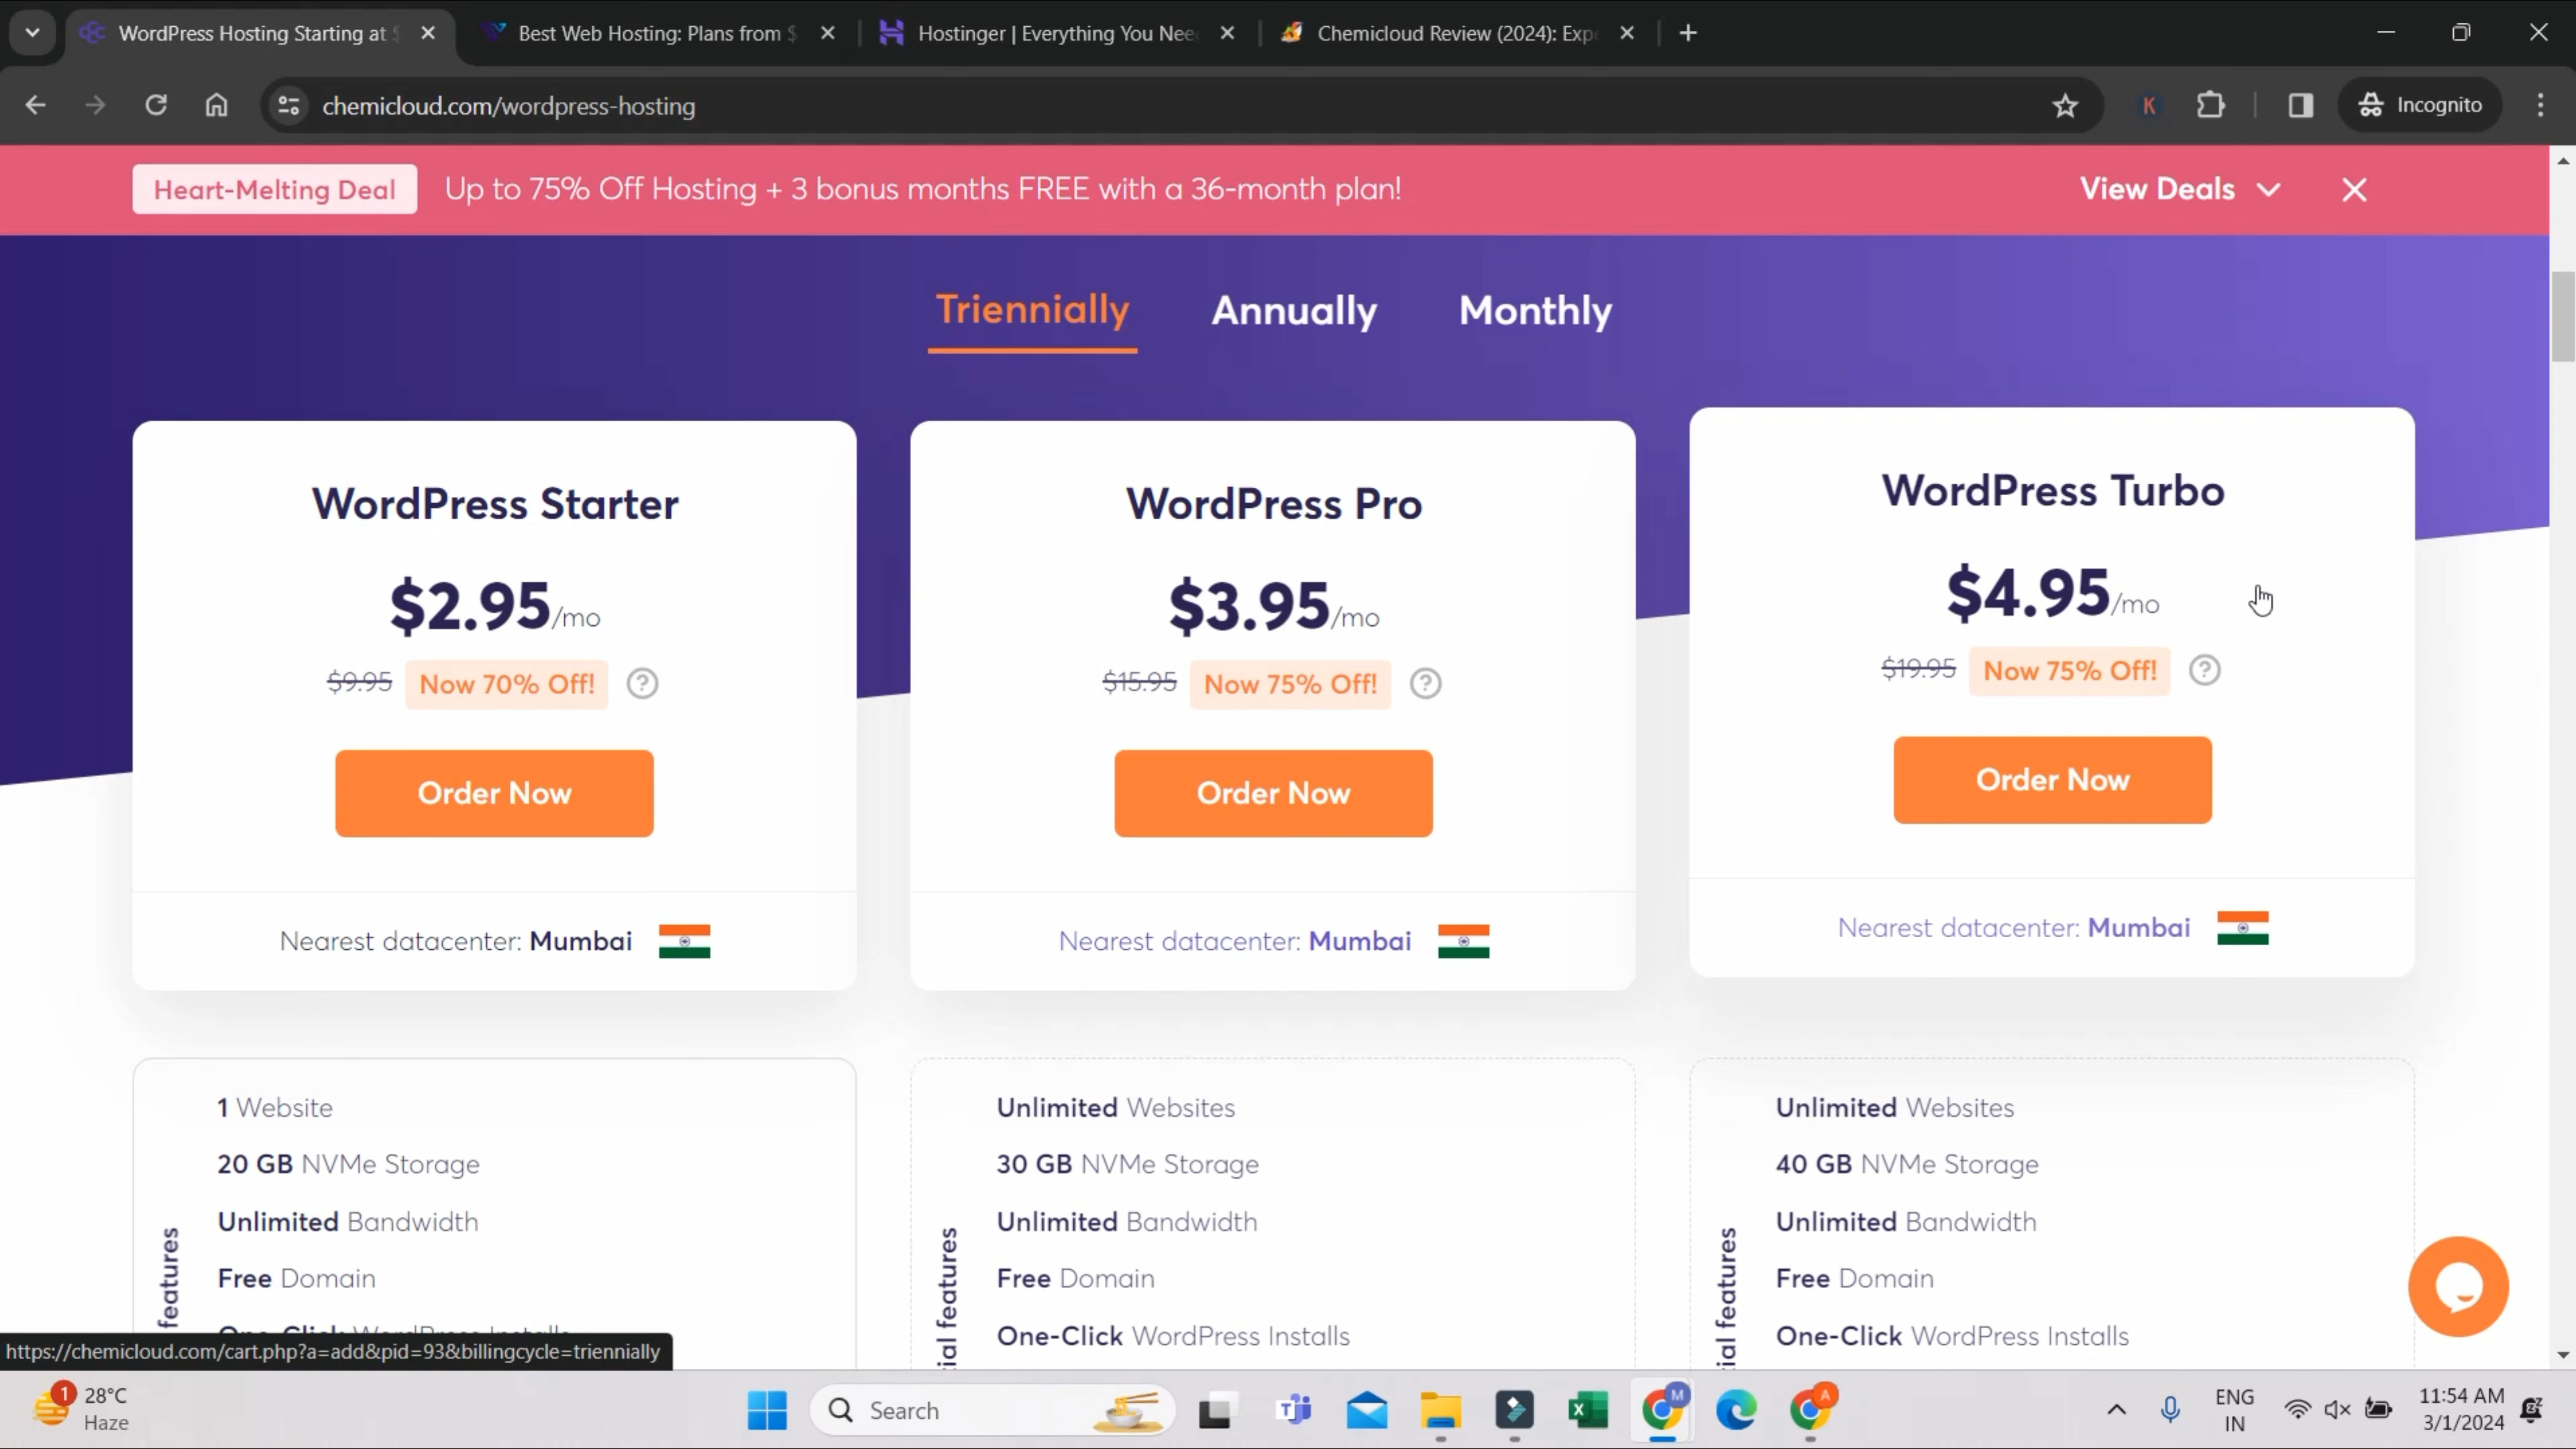 WordPress Hosting Starting at $
Best Web Hosting: Plans from $
Hostinger | Everything You Nee
Chemicloud Review (2024): Exp
chemicloud.com/wordpress-hosting
K
Incognito
Heart-Melting Deal
Up to 75% Off Hosting + 3 bonus months FREE with a 36-month plan!
View Deals
Triennially
Annually
Monthly
WordPress Starter
$2.95/mo
$9.95 Now 70% Off! ?
Order Now
Nearest datacenter: Mumbai
WordPress Pro
$3.95/mo
$15.95 Now 75% Off! ?
Order Now
Nearest datacenter: Mumbai
WordPress Turbo
$4.95/mo
$19.95 Now 75% Off! ?
Order Now
Nearest datacenter: Mumbai
features
1 Website
20 GB NVMe Storage
Unlimited Bandwidth
Free Domain
One-Click WordPress Installs
ial features
Unlimited Websites
30 GB NVMe Storage
Unlimited Bandwidth
Free Domain
One-Click WordPress Installs
ial features
Unlimited Websites
40 GB NVMe Storage
Unlimited Bandwidth
Free Domain
One-Click WordPress Installs
https://chemicloud.com/cart.php?a=add&pid=93&billingcycle=triennially
1
28°C
Haze
Search
M
A
ENG
IN
11:54 AM
3/1/2024